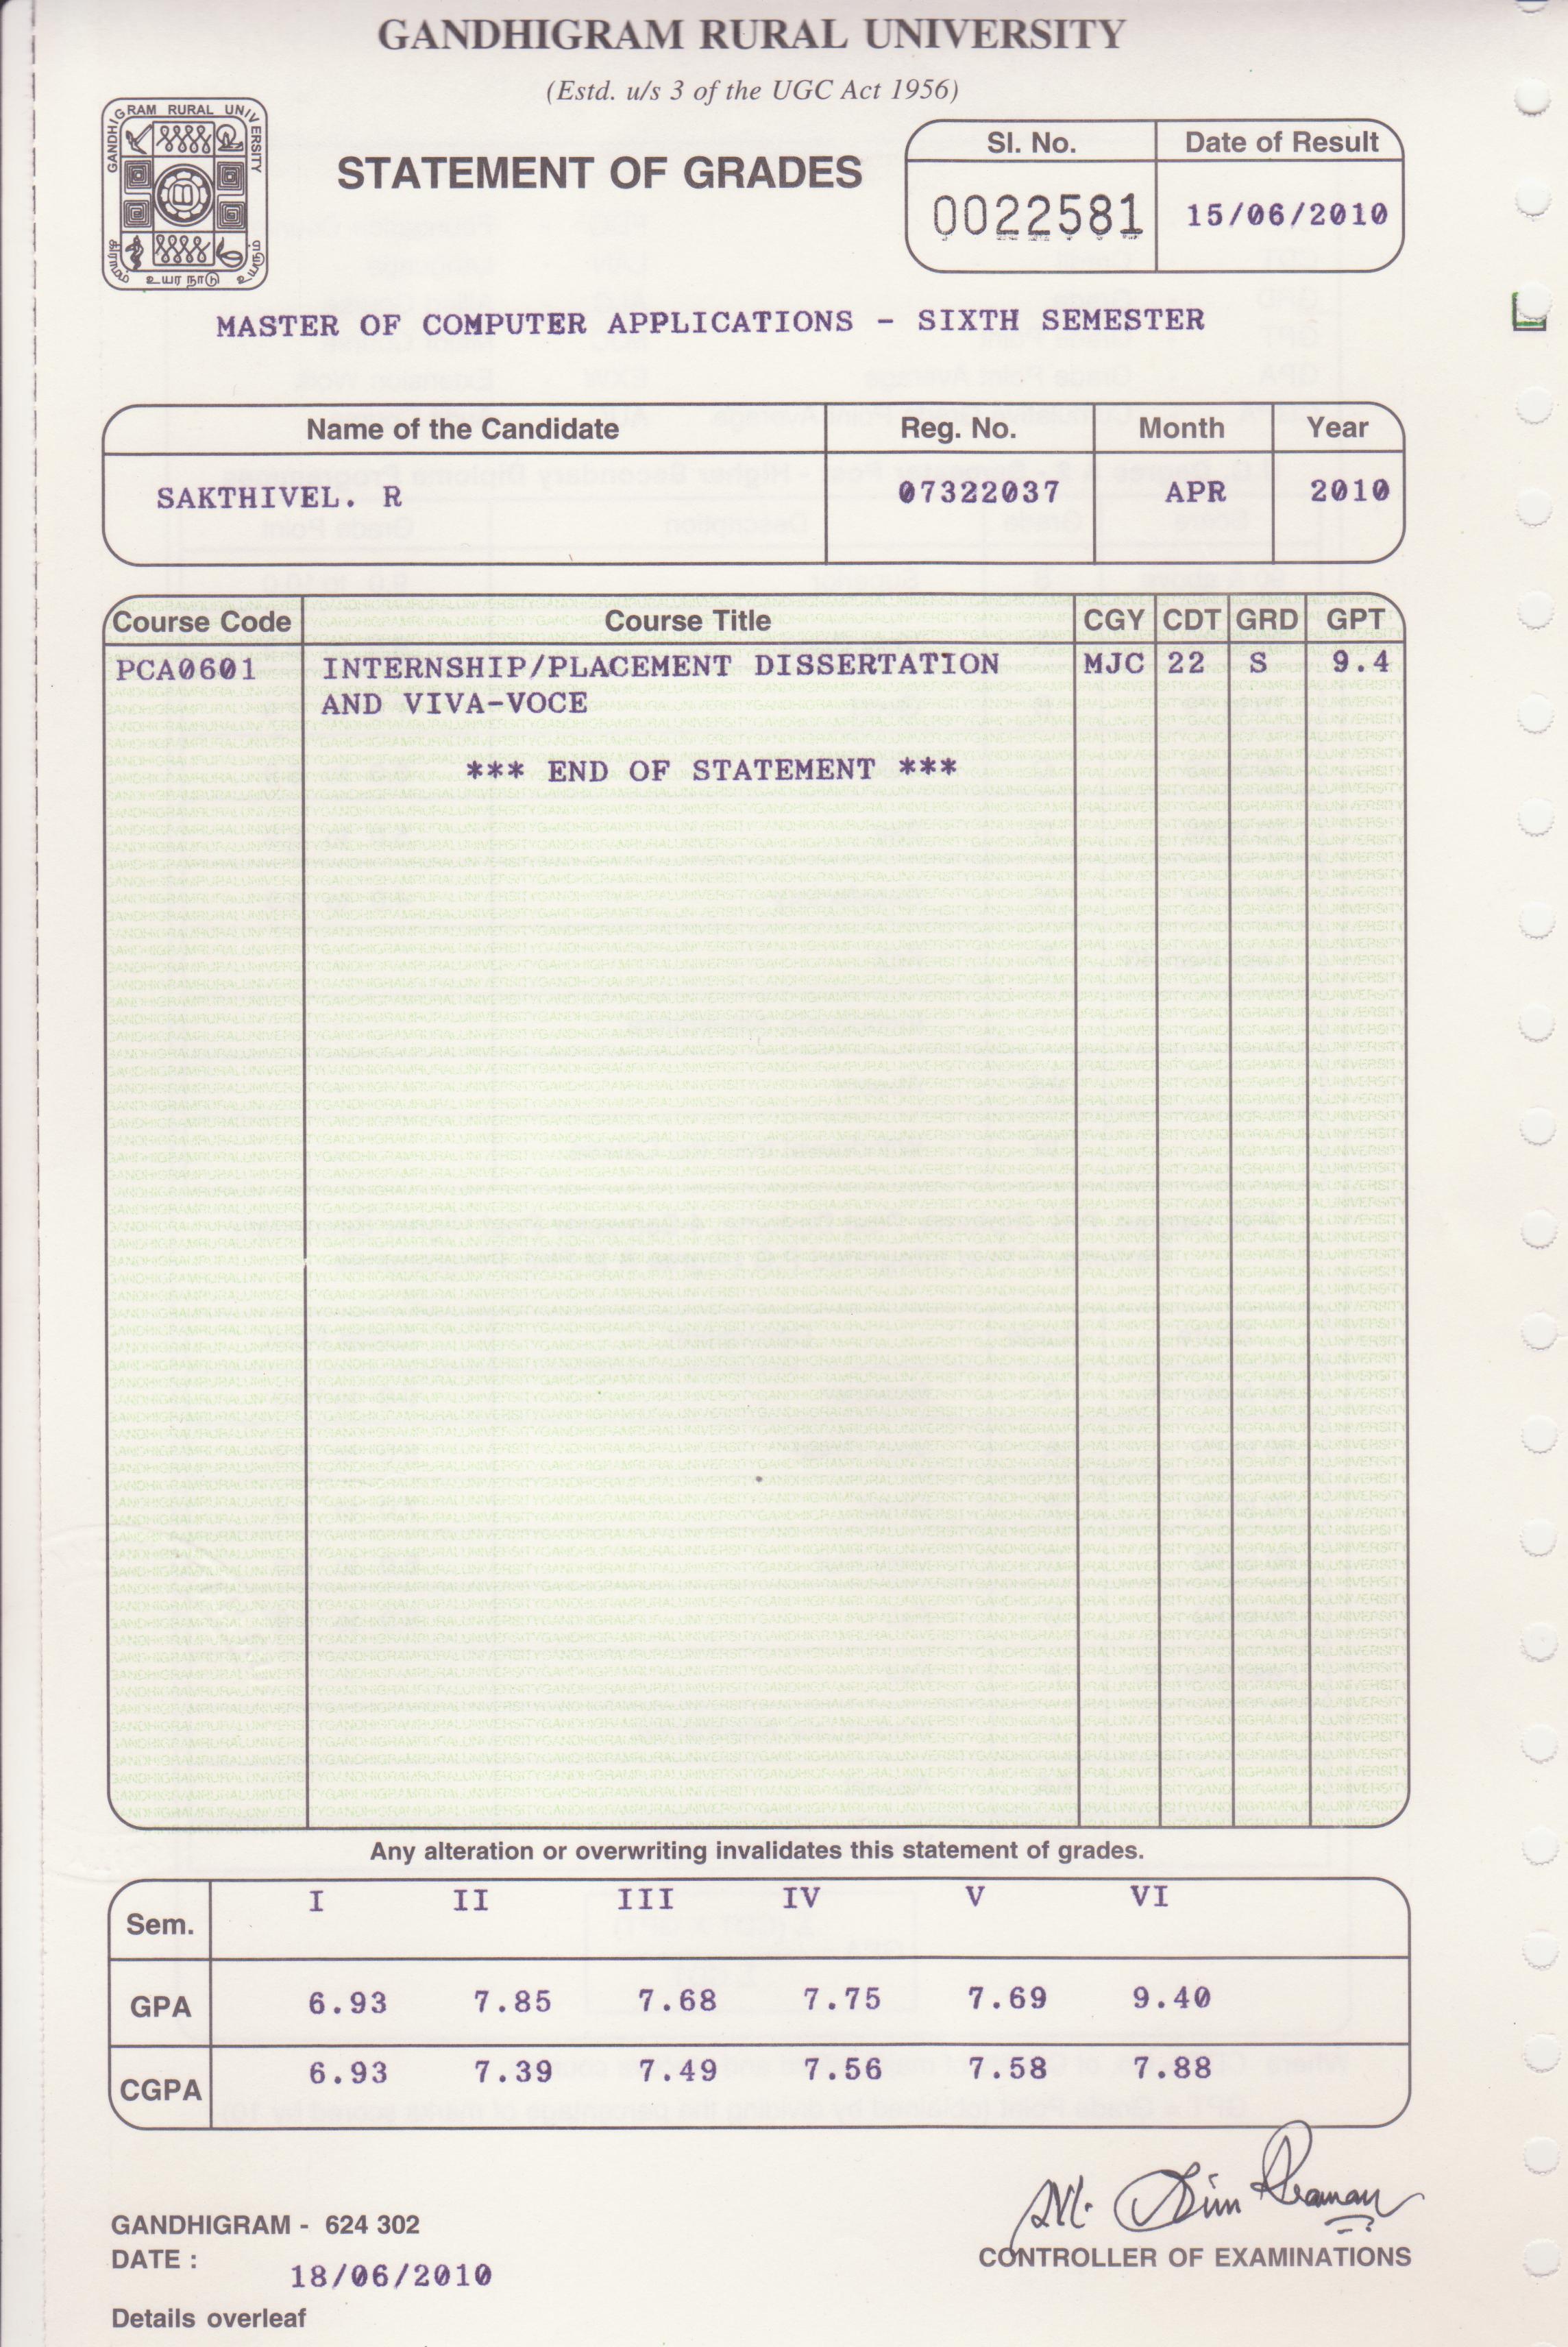 GANDHIGRAM RURAL UNIVERSITY
(Estd. u/s 3 of the UGC Act 1956)
GANDHIGRAM RURAL UNIVERSITY
உயர நாடு
STATEMENT OF GRADES
Sl. No. Date of Result
0022581 15/06/2010
MASTER OF COMPUTER APPLICATIONS - SIXTH SEMESTER
Name of the Candidate Reg. No. Month Year
SAKTHIVEL. R 07322037 APR 2010
Course Code Course Title CGY CDT GRD GPT
PCA0601 INTERNSHIP/PLACEMENT DISSERTATION MJC 22 S 9.4
AND VIVA-VOCE
*** END OF STATEMENT ***
Any alteration or overwriting invalidates this statement of grades.
Sem. I II III IV V VI
GPA 6.93 7.85 7.68 7.75 7.69 9.40
CGPA 6.93 7.39 7.49 7.56 7.58 7.88
GANDHIGRAM - 624 302
DATE : 18/06/2010
CONTROLLER OF EXAMINATIONS
Details overleaf